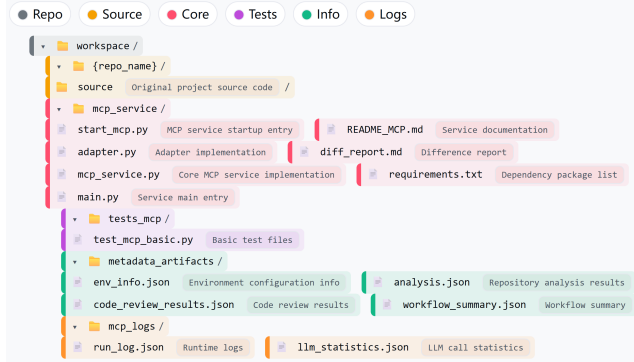 Repo Source Core Tests Info Logs
workspace /
{repo_name} /
source Original project source code /
mcp_service /
start_mcp.py MCP service startup entry README_MCP.md Service documentation
adapter.py Adapter implementation diff_report.md Difference report
mcp_service.py Core MCP service implementation requirements.txt Dependency package list
main.py Service main entry
tests_mcp /
test_mcp_basic.py Basic test files
metadata_artifacts /
env_info.json Environment configuration info analysis.json Repository analysis results
code_review_results.json Code review results workflow_summary.json Workflow summary
mcp_logs /
run_log.json Runtime logs llm_statistics.json LLM call statistics